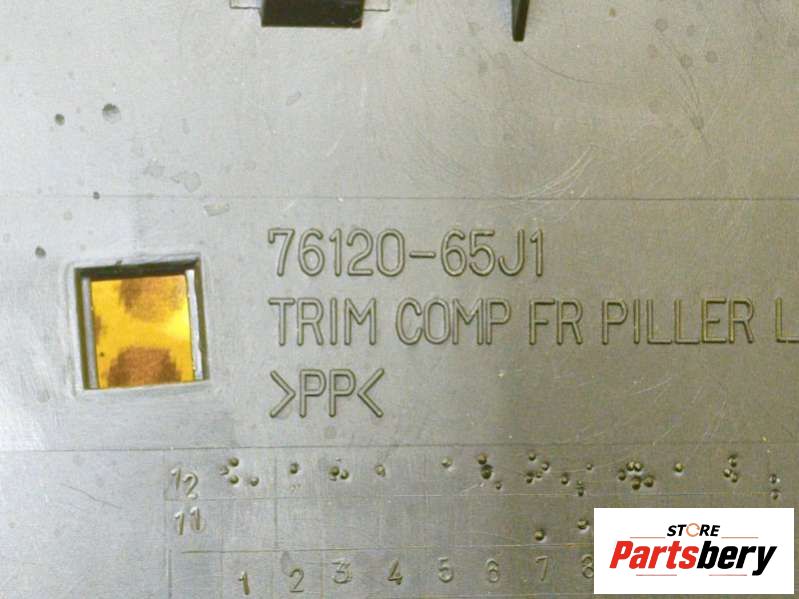 76120-65J1
TRIM COMP FR PILLER L
>PP<
12
11
1 2 3 4 5 6 7 8
STORE
Partsbery